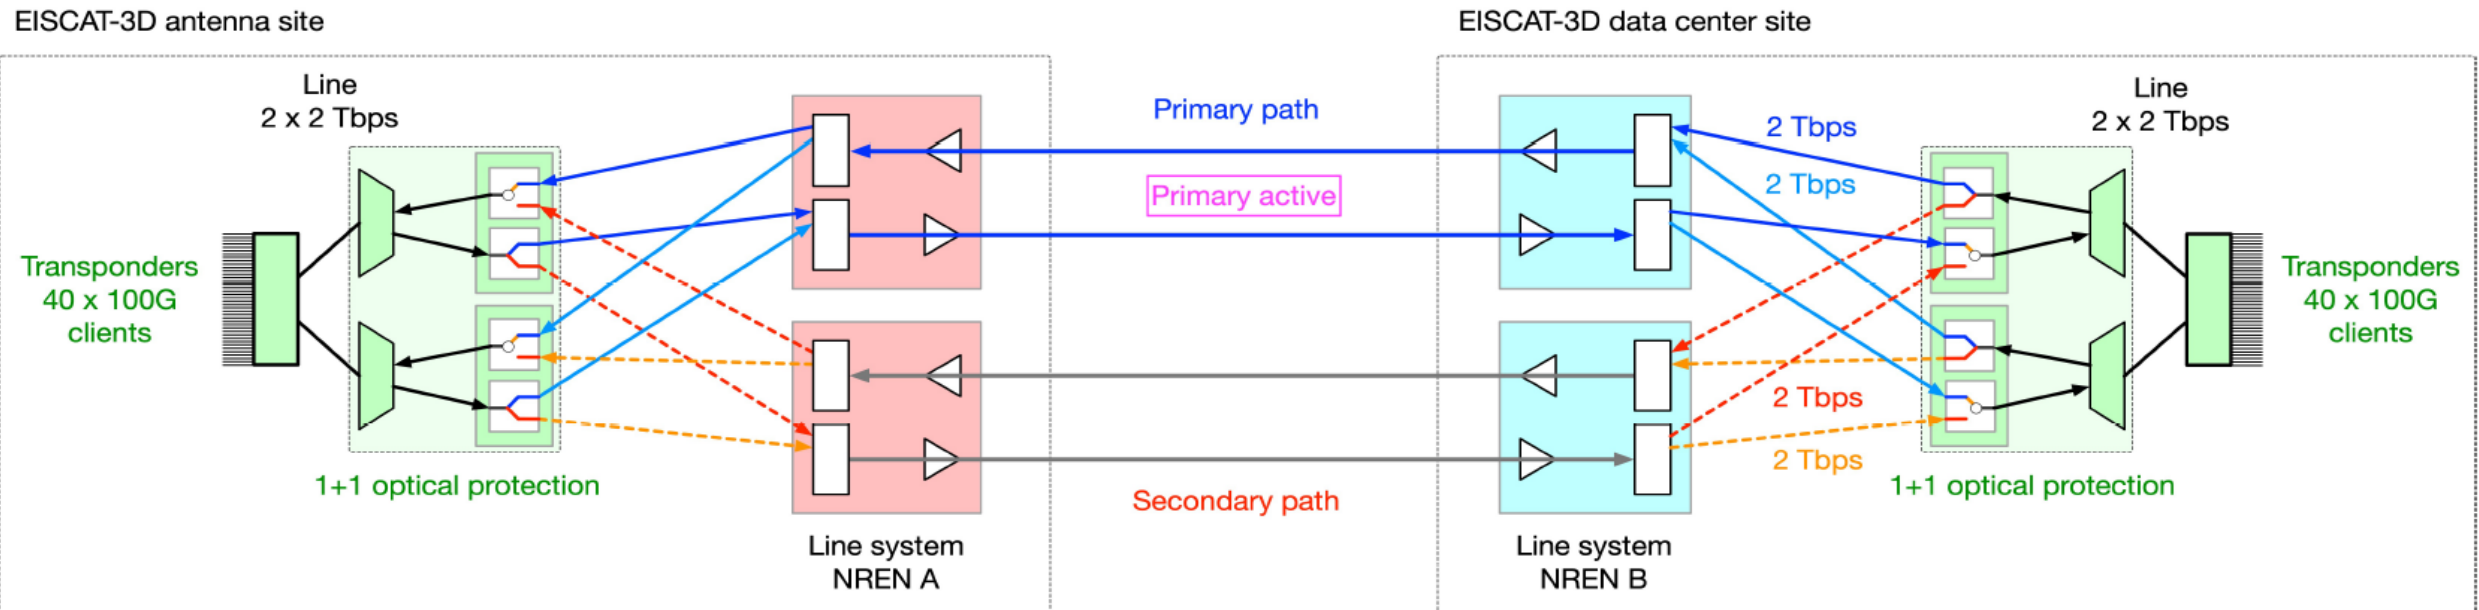 EISCAT-3D antenna site
EISCAT-3D data center site
Line
2 x 2 Tbps
Primary path
2 Tbps
Line
2 x 2 Tbps
Primary active
2 Tbps
Transponders
40 x 100G
clients
Transponders
40 x 100G
clients
2 Tbps
2 Tbps
1+1 optical protection
Secondary path
1+1 optical protection
Line system
NREN A
Line system
NREN B